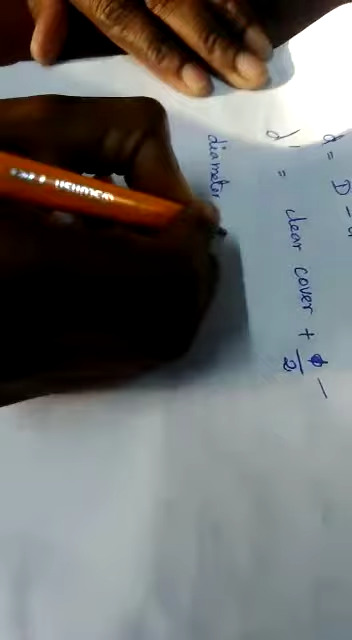 d = D -
d' = clear cover + φ/2 -
diameter